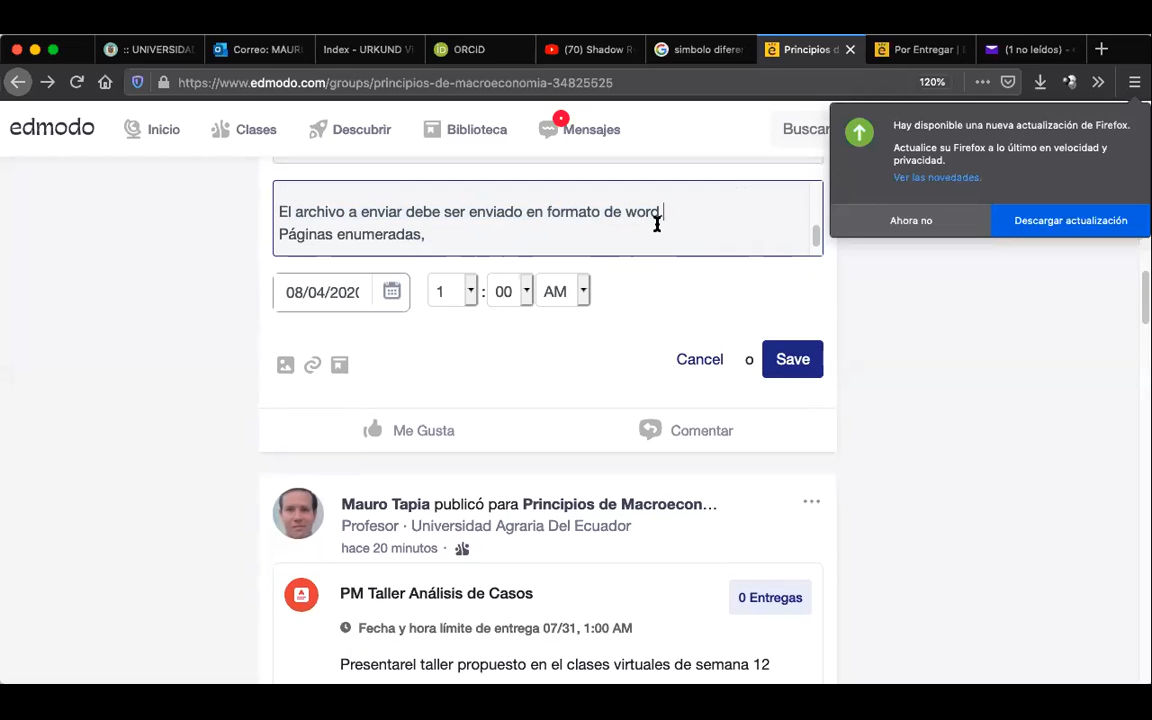 :: UNIVERSIDA
Correo: MAUR
Index - URKUND Vi
ORCID
(70) Shadow R
simbolo diferen
Principios d
Por Entregar | E
(1 no leídos) -
https://www.edmodo.com/groups/principios-de-macroeconomia-34825525
120%
edmodo
Inicio
Clases
Descubrir
Biblioteca
Mensajes
Buscar
Hay disponible una nueva actualización de Firefox.
Actualice su Firefox a lo último en velocidad y
privacidad.
Ver las novedades.
Ahora no
Descargar actualización
El archivo a enviar debe ser enviado en formato de word.
Páginas enumeradas,
08/04/2020
1 : 00 AM
Cancel o Save
Me Gusta
Comentar
Mauro Tapia publicó para Principios de Macroecon...
Profesor · Universidad Agraria Del Ecuador
hace 20 minutos ·
PM Taller Análisis de Casos
0 Entregas
Fecha y hora límite de entrega 07/31, 1:00 AM
Presentarel taller propuesto en el clases virtuales de semana 12